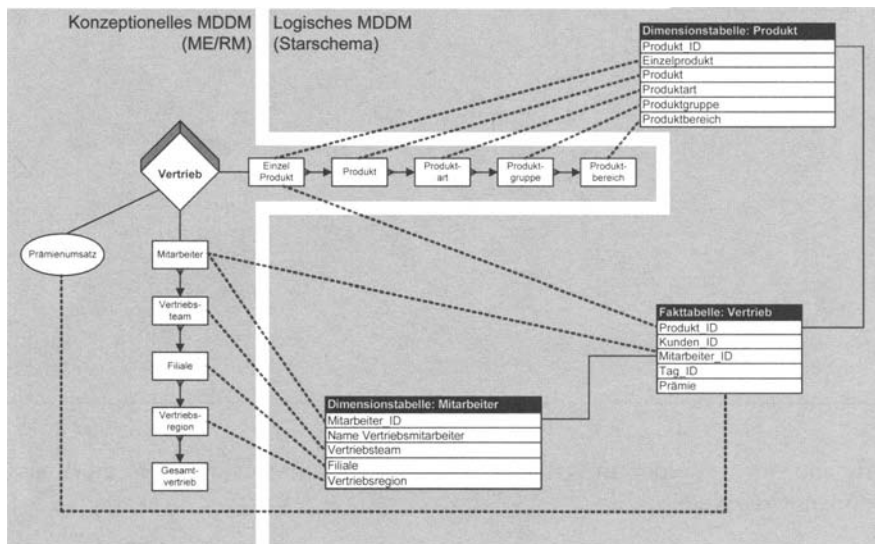 Konzeptionelles MDDM
(ME/RM)
Logisches MDDM
(Starschema)
Dimensionstabelle: Produkt
Produkt_ID
Einzelprodukt
Produkt
Produktart
Produktgruppe
Produktbereich
Vertrieb
Einzel
Produkt
Produkt
Produkt-
art
Produkt-
gruppe
Produkt-
bereich
Prämienumsatz
Mitarbeiter
Vertriebs-
team
Filiale
Vertriebs-
region
Gesamt-
vertrieb
Fakttabelle: Vertrieb
Produkt_ID
Kunden_ID
Mitarbeiter_ID
Tag_ID
Prämie
Dimensionstabelle: Mitarbeiter
Mitarbeiter_ID
Name Vertriebsmitarbeiter
Vertriebsteam
Filiale
Vertriebsregion